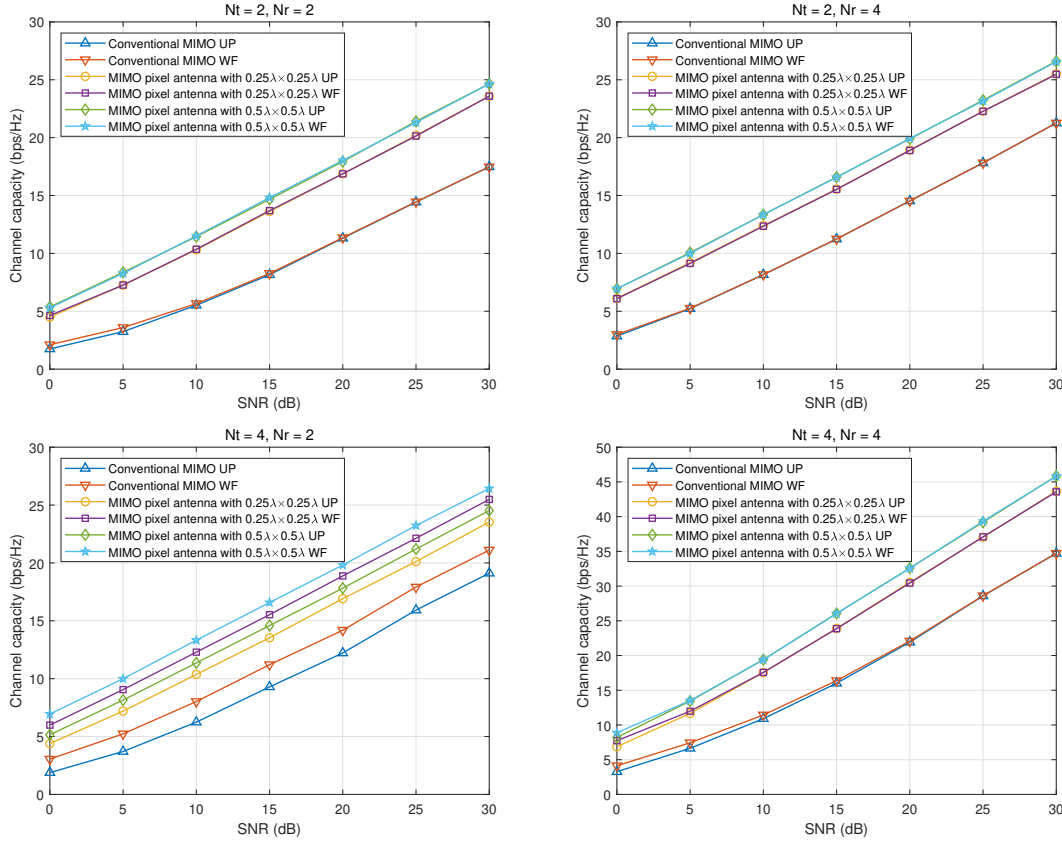 Nt = 2, Nr = 2
30
25
20
15
10
5
0
Channel capacity (bps/Hz)
Conventional MIMO UP
Conventional MIMO WF
MIMO pixel antenna with 0.25λ×0.25λ UP
MIMO pixel antenna with 0.25λ×0.25λ WF
MIMO pixel antenna with 0.5λ×0.5λ UP
MIMO pixel antenna with 0.5λ×0.5λ WF
0 5 10 15 20 25 30
SNR (dB)
Nt = 2, Nr = 4
30
25
20
15
10
5
0
Channel capacity (bps/Hz)
Conventional MIMO UP
Conventional MIMO WF
MIMO pixel antenna with 0.25λ×0.25λ UP
MIMO pixel antenna with 0.25λ×0.25λ WF
MIMO pixel antenna with 0.5λ×0.5λ UP
MIMO pixel antenna with 0.5λ×0.5λ WF
0 5 10 15 20 25 30
SNR (dB)
Nt = 4, Nr = 2
30
25
20
15
10
5
0
Channel capacity (bps/Hz)
Conventional MIMO UP
Conventional MIMO WF
MIMO pixel antenna with 0.25λ×0.25λ UP
MIMO pixel antenna with 0.25λ×0.25λ WF
MIMO pixel antenna with 0.5λ×0.5λ UP
MIMO pixel antenna with 0.5λ×0.5λ WF
0 5 10 15 20 25 30
SNR (dB)
Nt = 4, Nr = 4
50
45
40
35
30
25
20
15
10
5
0
Channel capacity (bps/Hz)
Conventional MIMO UP
Conventional MIMO WF
MIMO pixel antenna with 0.25λ×0.25λ UP
MIMO pixel antenna with 0.25λ×0.25λ WF
MIMO pixel antenna with 0.5λ×0.5λ UP
MIMO pixel antenna with 0.5λ×0.5λ WF
0 5 10 15 20 25 30
SNR (dB)